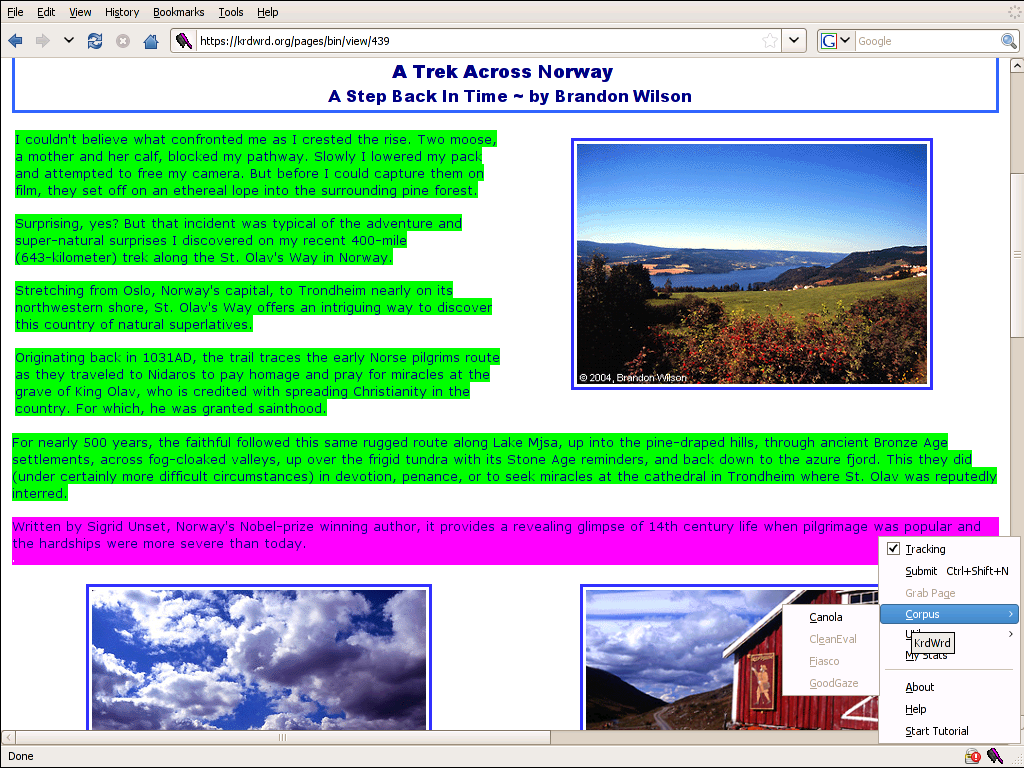 File Edit View History Bookmarks Tools Help
https://krdwrd.org/pages/bin/view/439
G Google
A Trek Across Norway
A Step Back In Time ~ by Brandon Wilson
I couldn't believe what confronted me as I crested the rise. Two moose,
a mother and her calf, blocked my pathway. Slowly I lowered my pack
and attempted to free my camera. But before I could capture them on
film, they set off on an ethereal lope into the surrounding pine forest.
Surprising, yes? But that incident was typical of the adventure and
super-natural surprises I discovered on my recent 400-mile
(643-kilometer) trek along the St. Olav's Way in Norway.
Stretching from Oslo, Norway's capital, to Trondheim nearly on its
northwestern shore, St. Olav's Way offers an intriguing way to discover
this country of natural superlatives.
Originating back in 1031AD, the trail traces the early Norse pilgrims route
as they traveled to Nidaros to pay homage and pray for miracles at the
grave of King Olav, who is credited with spreading Christianity in the
country. For which, he was granted sainthood.
© 2004, Brandon Wilson
For nearly 500 years, the faithful followed this same rugged route along Lake Mjsa, up into the pine-draped hills, through ancient Bronze Age
settlements, across fog-cloaked valleys, up over the frigid tundra with its Stone Age reminders, and back down to the azure fjord. This they did
(under certainly more difficult circumstances) in devotion, penance, or to seek miracles at the cathedral in Trondheim where St. Olav was reputedly
interred.
Written by Sigrid Unset, Norway's Nobel-prize winning author, it provides a revealing glimpse of 14th century life when pilgrimage was popular and
the hardships were more severe than today.
Tracking
Submit Ctrl+Shift+N
Grab Page
Corpus
KrdWrd
My Stats
About
Help
Start Tutorial
Canola
CleanEval
Fiasco
GoodGaze
Done